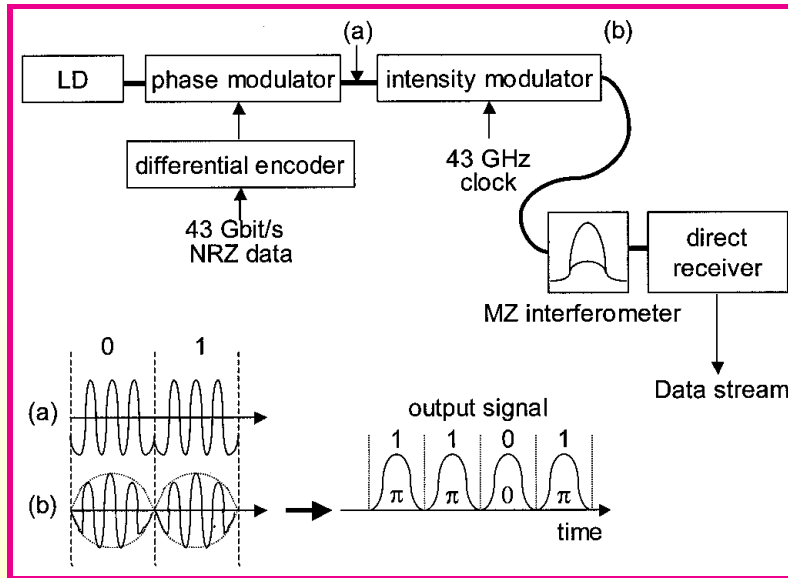 (a)
(b)
LD
phase modulator
intensity modulator
differential encoder
43 GHz
clock
43 Gbit/s
NRZ data
direct
receiver
MZ interferometer
Data stream
0 1
(a)
(b)
output signal
1 1 0 1
π π 0 π
time